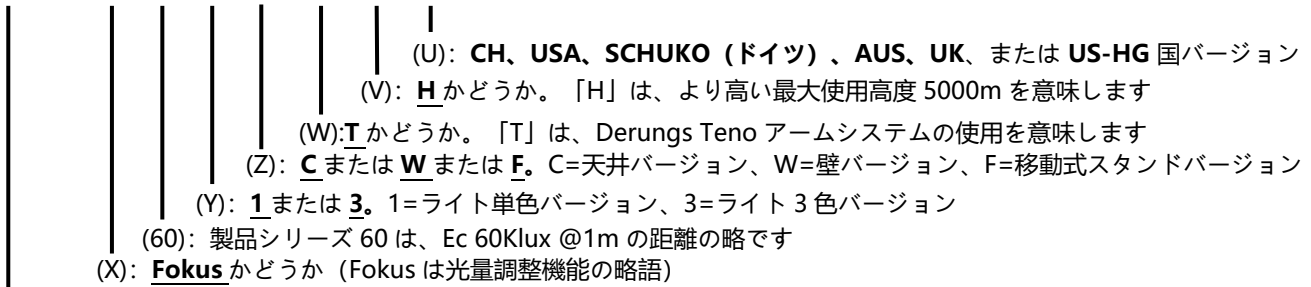 (U)：CH、USA、SCHUKO（ドイツ）、AUS、UK、または US-HG 国バージョン
(V)：H かどうか。「H」は、より高い最大使用高度 5000m を意味します
(W):T かどうか。「T」は、Derungs Teno アームシステムの使用を意味します
(Z)：C または W または F。C=天井バージョン、W=壁バージョン、F=移動式スタンドバージョン
(Y)：1 または 3。1=ライト単色バージョン、3=ライト 3 色バージョン
(60)：製品シリーズ 60 は、Ec 60Klux @1m の距離の略です
(X)：Fokus かどうか（Fokus は光量調整機能の略語）